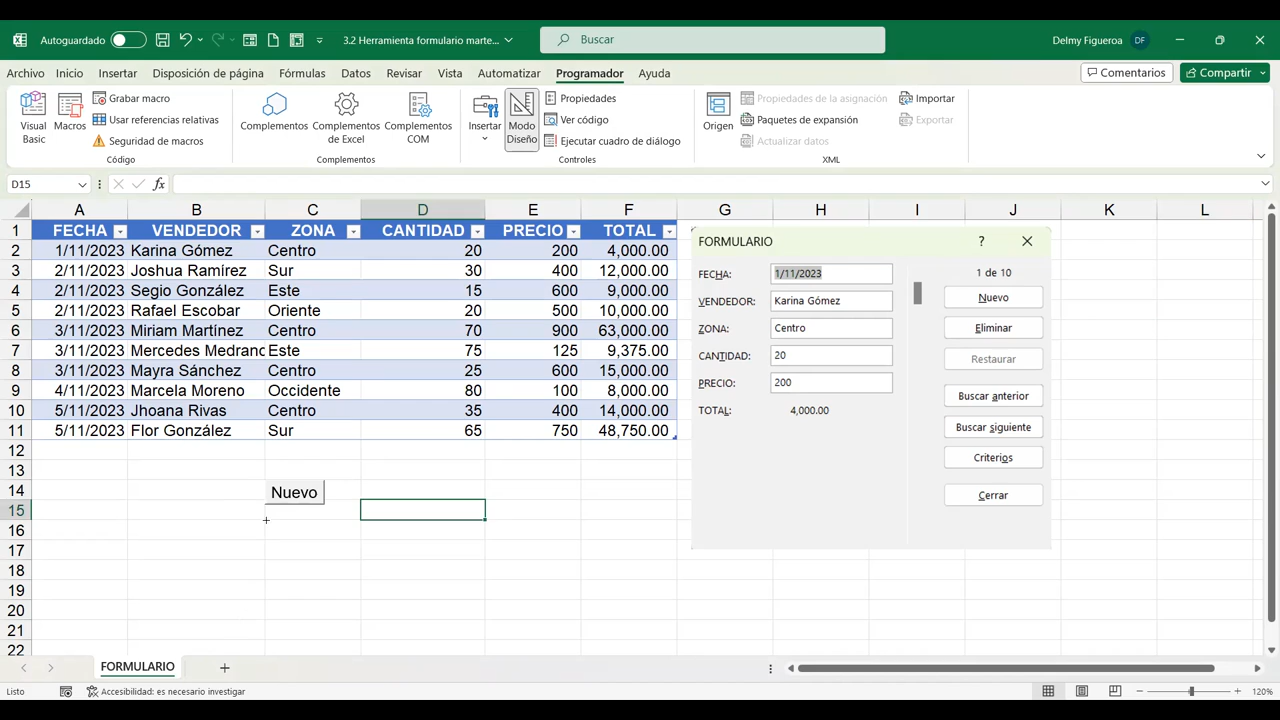 Autoguardado
3.2 Herramienta formulario marte...
Buscar
Delmy Figueroa
DF
Archivo Inicio Insertar Disposición de página Fórmulas Datos Revisar Vista Automatizar Programador Ayuda
Comentarios
Compartir
Visual Basic
Macros
Grabar macro
Usar referencias relativas
Seguridad de macros
Código
Complementos
Complementos de Excel
Complementos COM
Complementos
Insertar
Modo Diseño
Propiedades
Ver código
Ejecutar cuadro de diálogo
Controles
Origen
Propiedades de la asignación
Paquetes de expansión
Actualizar datos
Importar
Exportar
XML
D15
fx
A B C D E F G H I J K L
1 FECHA VENDEDOR ZONA CANTIDAD PRECIO TOTAL
2 1/11/2023 Karina Gómez Centro 20 200 4,000.00
3 2/11/2023 Joshua Ramírez Sur 30 400 12,000.00
4 2/11/2023 Segio González Este 15 600 9,000.00
5 2/11/2023 Rafael Escobar Oriente 20 500 10,000.00
6 3/11/2023 Miriam Martínez Centro 70 900 63,000.00
7 3/11/2023 Mercedes Medrano Este 75 125 9,375.00
8 3/11/2023 Mayra Sánchez Centro 25 600 15,000.00
9 4/11/2023 Marcela Moreno Occidente 80 100 8,000.00
10 5/11/2023 Jhoana Rivas Centro 35 400 14,000.00
11 5/11/2023 Flor González Sur 65 750 48,750.00
12
13
14
Nuevo
15
16
17
18
19
20
21
22
FORMULARIO
?
FECHA: 1/11/2023
VENDEDOR: Karina Gómez
ZONA: Centro
CANTIDAD: 20
PRECIO: 200
TOTAL: 4,000.00
1 de 10
Nuevo
Eliminar
Restaurar
Buscar anterior
Buscar siguiente
Criterios
Cerrar
FORMULARIO
Listo
Accesibilidad: es necesario investigar
120%